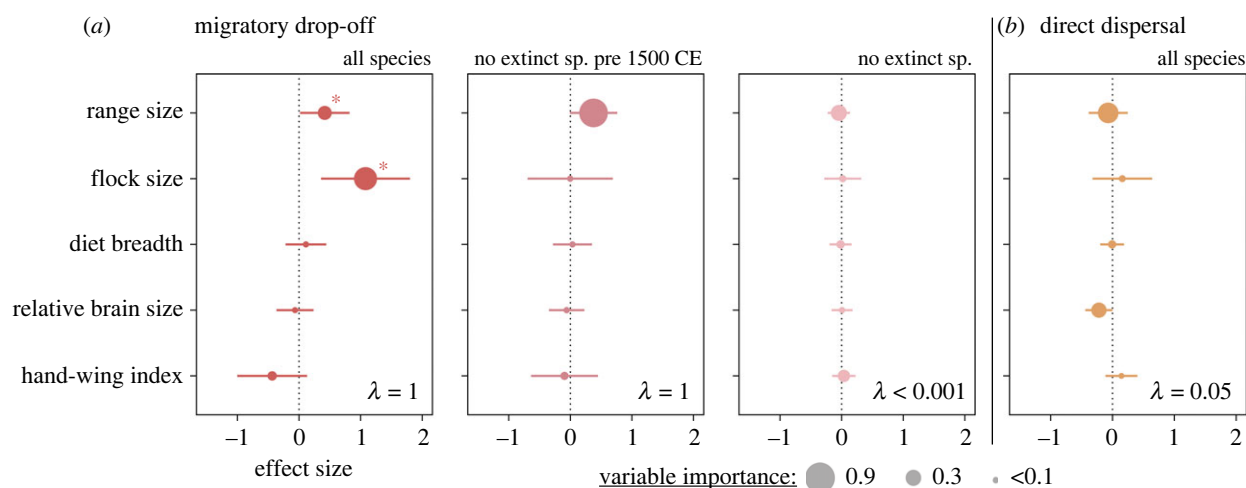 (a) migratory drop-off
(b) direct dispersal
all species
no extinct sp. pre 1500 CE
no extinct sp.
all species
range size
*
flock size
*
diet breadth
relative brain size
hand-wing index
λ = 1
λ = 1
λ < 0.001
λ = 0.05
−1 0 1 2
−1 0 1 2
−1 0 1 2
−1 0 1 2
effect size
variable importance: 0.9 0.3 <0.1